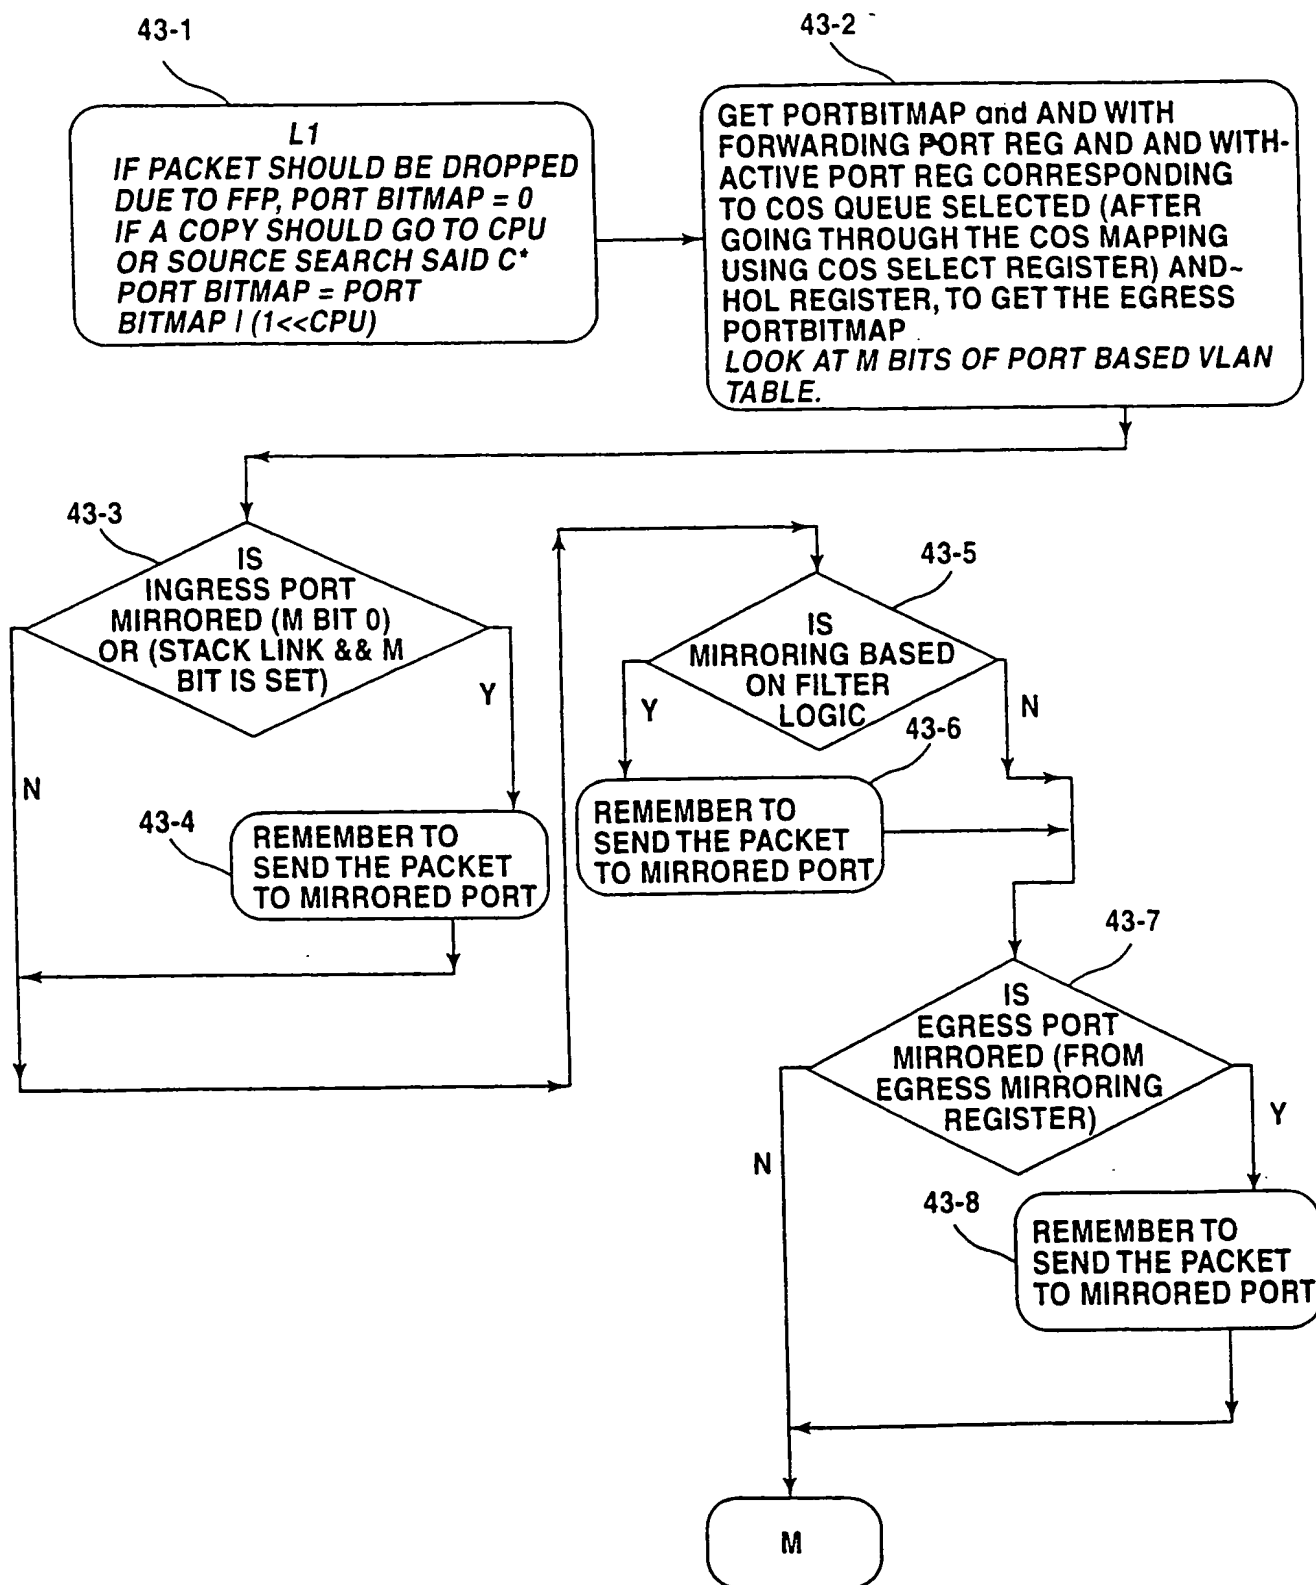 43-1
L1
IF PACKET SHOULD BE DROPPED
DUE TO FFP, PORT BITMAP = 0
IF A COPY SHOULD GO TO CPU
OR SOURCE SEARCH SAID C*
PORT BITMAP = PORT
BITMAP | (1<<CPU)
43-2
GET PORTBITMAP and AND WITH
FORWARDING PORT REG AND AND WITH-
ACTIVE PORT REG CORRESPONDING
TO COS QUEUE SELECTED (AFTER
GOING THROUGH THE COS MAPPING
USING COS SELECT REGISTER) AND~
HOL REGISTER, TO GET THE EGRESS
PORTBITMAP
LOOK AT M BITS OF PORT BASED VLAN
TABLE.
43-3
IS
INGRESS PORT
MIRRORED (M BIT 0)
OR (STACK LINK && M
BIT IS SET)
Y
N
43-4
REMEMBER TO
SEND THE PACKET
TO MIRRORED PORT
43-5
IS
MIRRORING BASED
ON FILTER
LOGIC
Y
N
43-6
REMEMBER TO
SEND THE PACKET
TO MIRRORED PORT
43-7
IS
EGRESS PORT
MIRRORED (FROM
EGRESS MIRRORING
REGISTER)
N
Y
43-8
REMEMBER TO
SEND THE PACKET
TO MIRRORED PORT
M